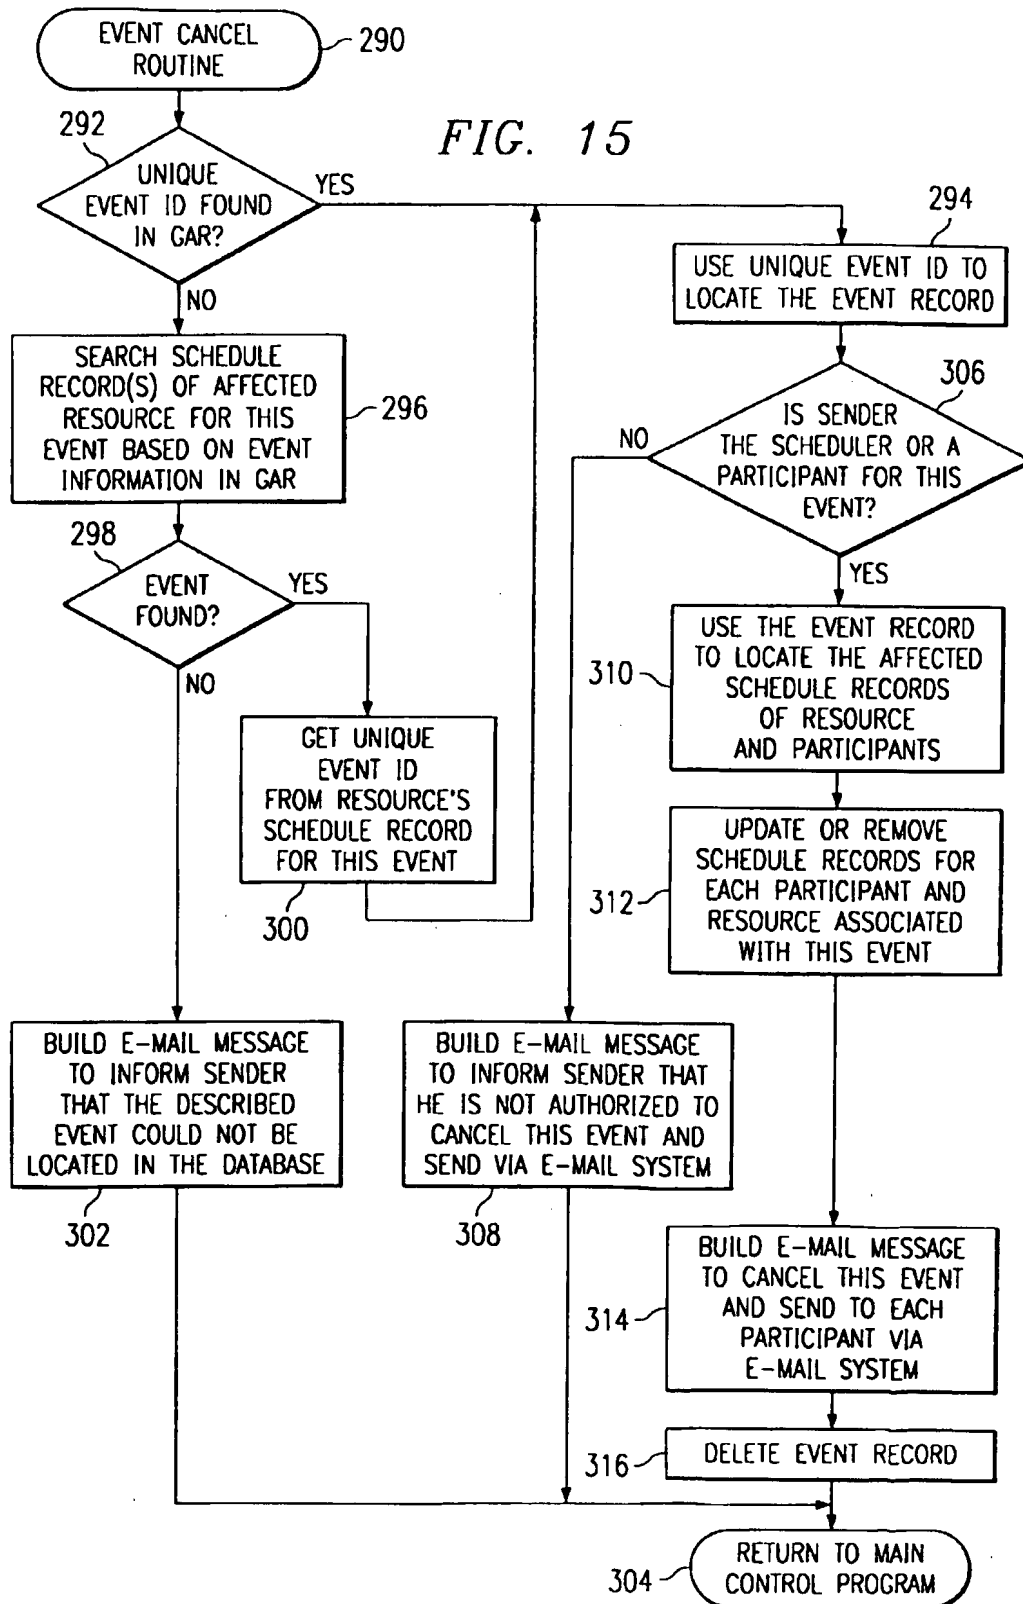 EVENT CANCEL
ROUTINE
290
FIG. 15
292
UNIQUE
EVENT ID FOUND
IN GAR?
YES
NO
294
USE UNIQUE EVENT ID TO
LOCATE THE EVENT RECORD
SEARCH SCHEDULE
RECORD(S) OF AFFECTED
RESOURCE FOR THIS
EVENT BASED ON EVENT
INFORMATION IN GAR
296
306
IS SENDER
THE SCHEDULER OR A
PARTICIPANT FOR THIS
EVENT?
NO
YES
298
EVENT
FOUND?
YES
NO
GET UNIQUE
EVENT ID
FROM RESOURCE'S
SCHEDULE RECORD
FOR THIS EVENT
300
310
USE THE EVENT RECORD
TO LOCATE THE AFFECTED
SCHEDULE RECORDS
OF RESOURCE
AND PARTICIPANTS
312
UPDATE OR REMOVE
SCHEDULE RECORDS FOR
EACH PARTICIPANT AND
RESOURCE ASSOCIATED
WITH THIS EVENT
BUILD E-MAIL MESSAGE
TO INFORM SENDER
THAT THE DESCRIBED
EVENT COULD NOT BE
LOCATED IN THE DATABASE
302
BUILD E-MAIL MESSAGE
TO INFORM SENDER THAT
HE IS NOT AUTHORIZED TO
CANCEL THIS EVENT AND
SEND VIA E-MAIL SYSTEM
308
314
BUILD E-MAIL MESSAGE
TO CANCEL THIS EVENT
AND SEND TO EACH
PARTICIPANT VIA
E-MAIL SYSTEM
316
DELETE EVENT RECORD
304
RETURN TO MAIN
CONTROL PROGRAM